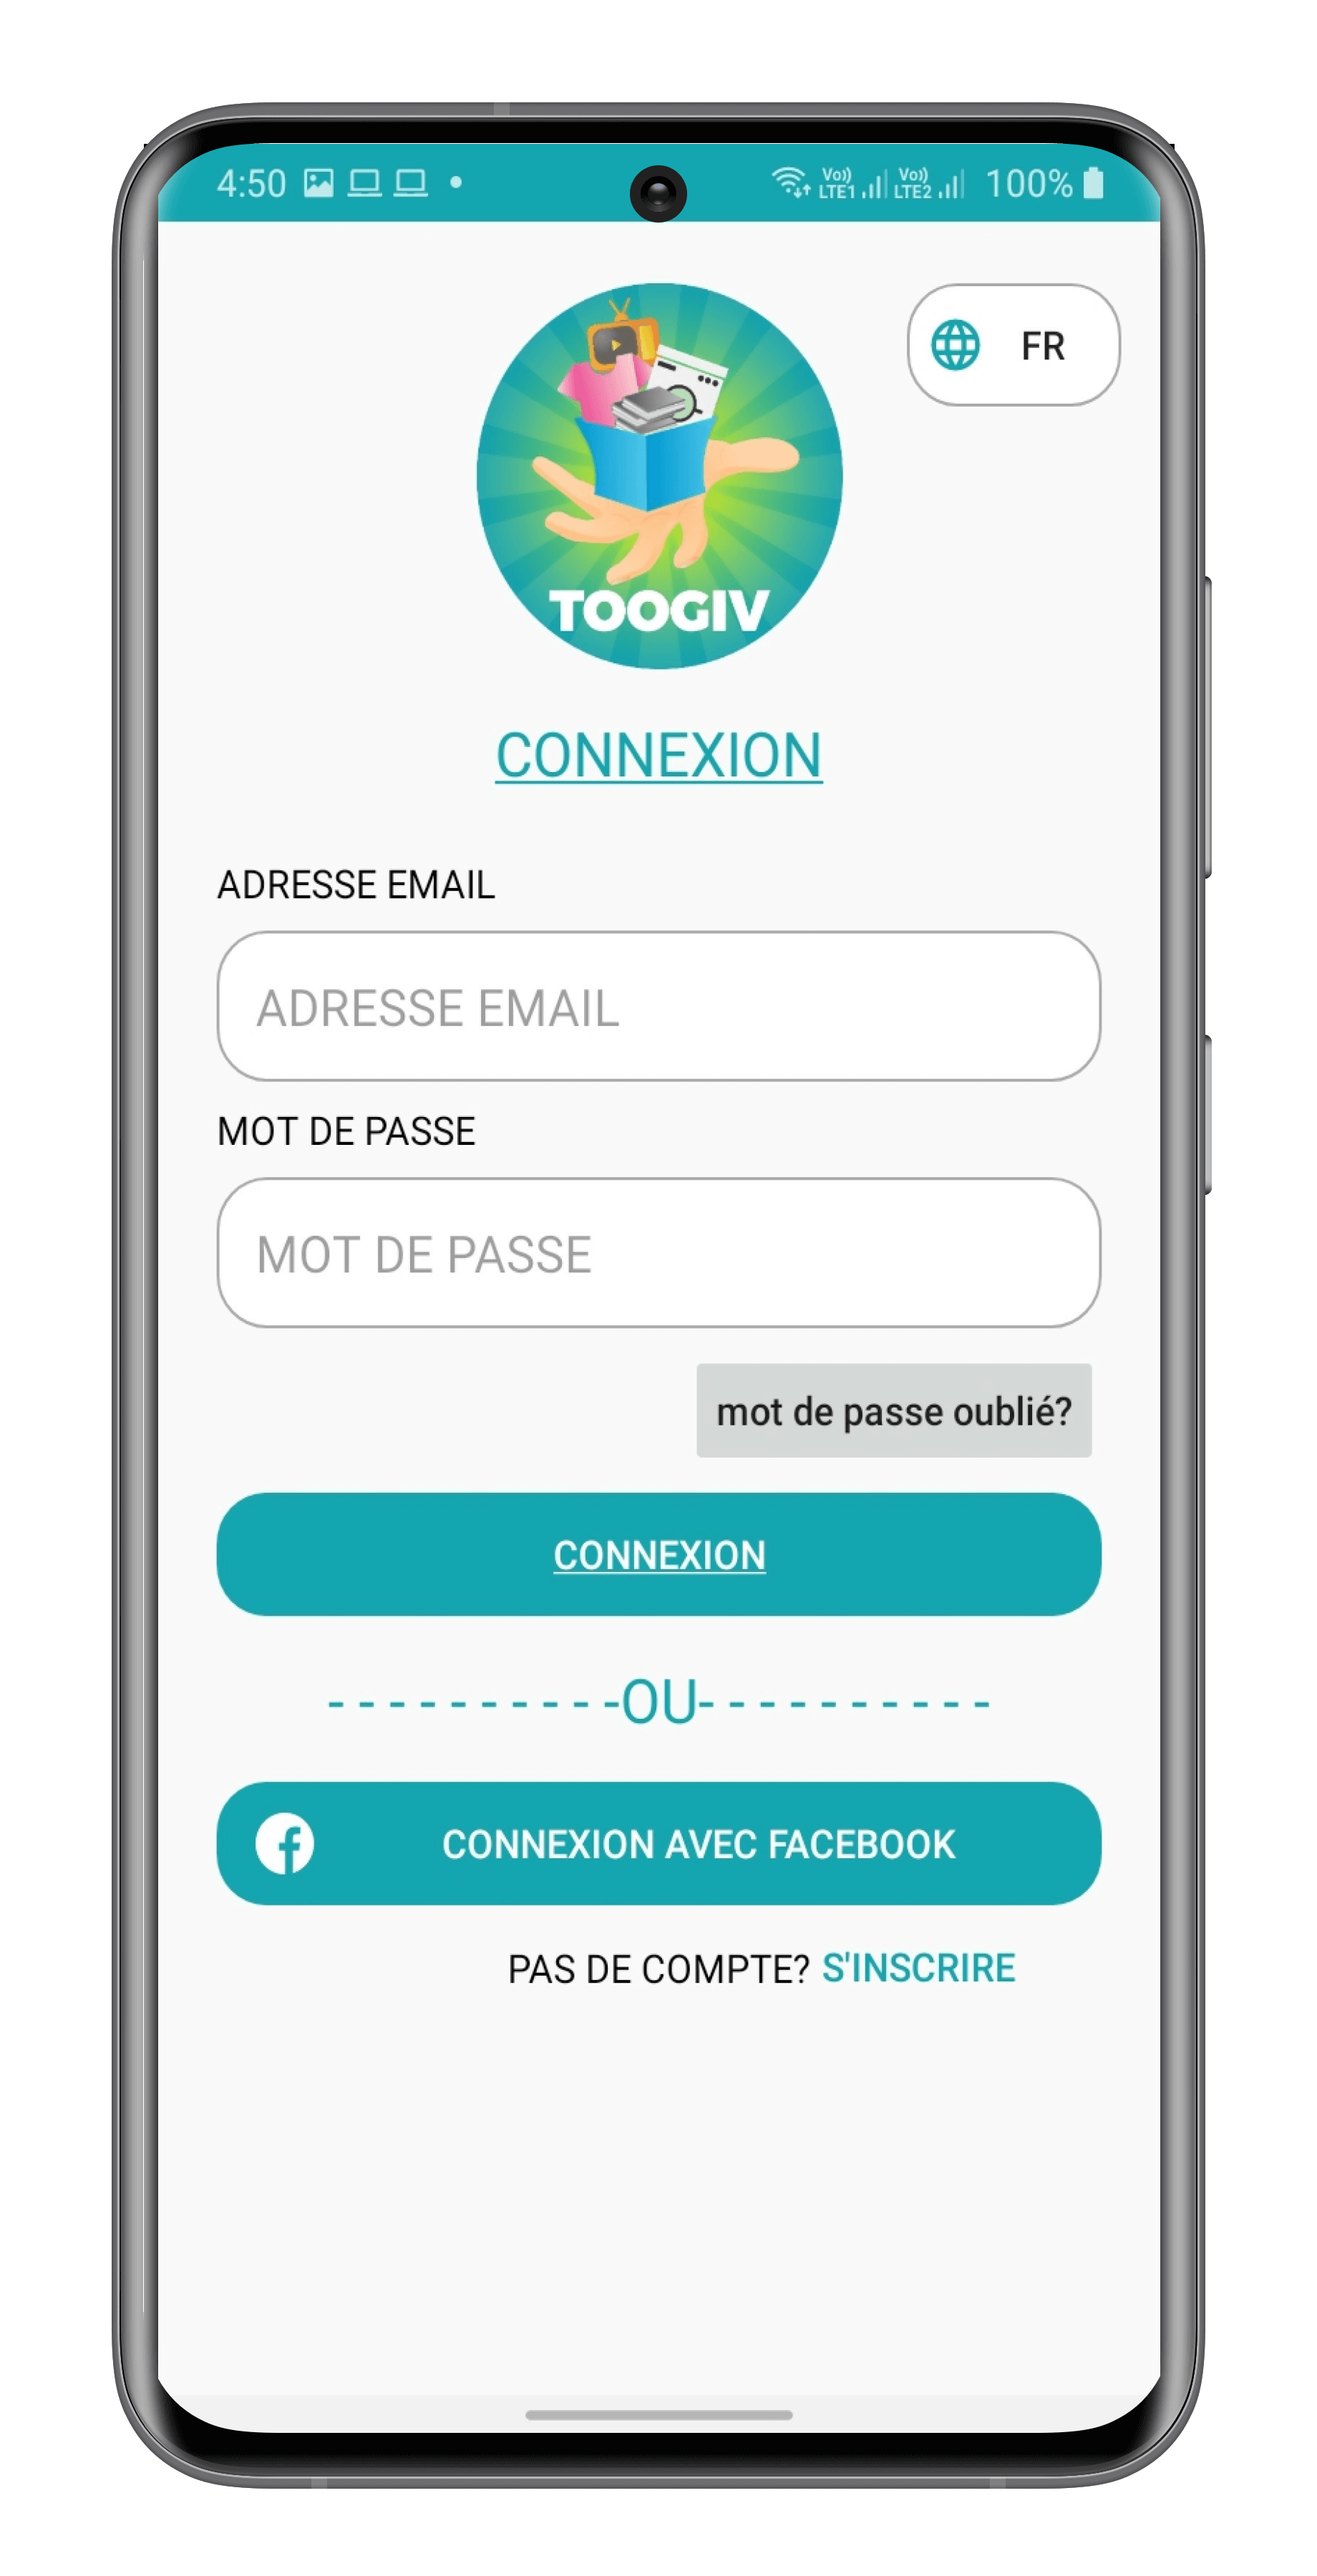 4:50
Vo)) LTE1 Vo)) LTE2 100%
FR
TOOGIV
CONNEXION
ADRESSE EMAIL
ADRESSE EMAIL
MOT DE PASSE
MOT DE PASSE
mot de passe oublié?
CONNEXION
- - - - - - - - - -OU- - - - - - - - - -
CONNEXION AVEC FACEBOOK
PAS DE COMPTE? S'INSCRIRE